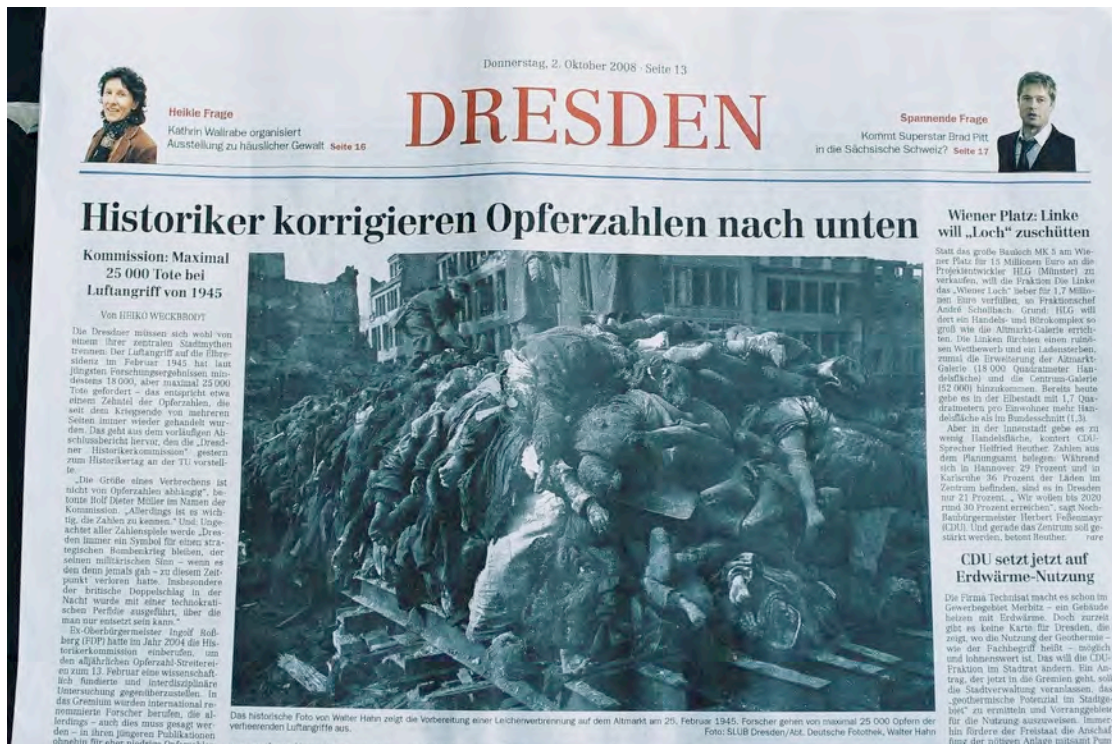 Donnerstag, 2. Oktober 2008 · Seite 13
Heikle Frage
Kathrin Wallrabe organisiert
Ausstellung zu häuslicher Gewalt Seite 16
DRESDEN
Spannende Frage
Kommt Superstar Brad Pitt
in die Sächsische Schweiz? Seite 17
Historiker korrigieren Opferzahlen nach unten
Kommission: Maximal
25 000 Tote bei
Luftangriff von 1945
Von HEIKO WECKBRODT
Die Dresdner müssen sich wohl von
einem ihrer zentralen Stadtmythen
trennen: Der Luftangriff auf die Elbre-
sidenz im Februar 1945 hat laut
jüngsten Forschungsergebnissen min-
destens 18 000, aber maximal 25 000
Tote gefordert – das entspricht etwa
einem Zehntel der Opferzahlen, die
seit dem Kriegsende von mehreren
Seiten immer wieder gehandelt wur-
den. Das geht aus dem vorläufigen Ab-
schlussbericht hervor, den die „Dresd-
ner Historikerkommission“ gestern
zum Historikertag an der TU vorstell-
te.
„Die Größe eines Verbrechens ist
nicht von Opferzahlen abhängig“, be-
tonte Rolf Dieter Müller im Namen der
Kommission. „Allerdings ist es wich-
tig, die Zahlen zu kennen.“ Und: Unge-
achtet aller Zahlenspiele werde „Dres-
den immer ein Symbol für einen stra-
tegischen Bombenkrieg bleiben, der
seinen militärischen Sinn – wenn es
den denn jemals gab – zu diesem Zeit-
punkt verloren hatte. Insbesondere
der britische Doppelschlag in der
Nacht wurde mit einer technokrati-
schen Perfidie ausgeführt, über die
man nur entsetzt sein kann.“
Ex-Oberbürgermeister Ingolf Roß-
berg (FDP) hatte im Jahr 2004 die His-
torikerkommission einberufen, um
den alljährlichen Opferzahl-Streiterei-
en zum 13. Februar eine wissenschaft-
lich fundierte und interdisziplinäre
Untersuchung gegenüberzustellen. In
das Gremium wurden international re-
nommierte Forscher berufen, die al-
lerdings – auch dies muss gesagt wer-
den – in ihren jüngeren Publikationen
Das historische Foto von Walter Hahn zeigt die Vorbereitung einer Leichenverbrennung auf dem Altmarkt am 25. Februar 1945. Forscher gehen von maximal 25 000 Opfern der
verheerenden Luftangriffe aus.
Foto: SLUB Dresden/Abt. Deutsche Fotothek, Walter Hahn
Wiener Platz: Linke
will „Loch“ zuschütten
Statt das große Bauloch MK 5 am Wie-
ner Platz für 15 Millionen Euro an die
Projektentwickler HLG (Münster) zu
verkaufen, will die Fraktion Die Linke
das „Wiener Loch“ lieber für 1,7 Millio-
nen Euro verfüllen, so Fraktionschef
André Schollbach. Grund: HLG will
dort ein Handels- und Bürokomplex so
groß wie die Altmarkt-Galerie errich-
ten. Die Linken fürchten einen ruinö-
sen Wettbewerb und ein Ladensterben,
zumal die Erweiterung der Altmarkt-
Galerie (18 000 Quadratmeter Han-
delsfläche) und die Centrum-Galerie
(52 000) hinzukommen. Bereits heute
gebe es in der Elbestadt mit 1,7 Qua-
dratmetern pro Einwohner mehr Han-
delsfläche als im Bundesschnitt (1,3).
Aber in der Innenstadt gebe es zu
wenig Handelsfläche, kontert CDU-
Sprecher Helfried Reuther. Zahlen aus
dem Planungsamt belegen: Während
sich in Hannover 29 Prozent und in
Karlsruhe 36 Prozent der Läden im
Zentrum befinden, sind es in Dresden
nur 21 Prozent. „Wir wollen bis 2020
rund 30 Prozent erreichen“, sagt Noch-
Baubürgermeister Herbert Feßenmayr
(CDU). Und gerade das Zentrum soll ge-
stärkt werden, betont Reuther.
CDU setzt jetzt auf
Erdwärme-Nutzung
Die Firma Technisat macht es schon im
Gewerbegebiet Merbitz – ein Gebäude
heizen mit Erdwärme. Doch zurzeit
gibt es keine Karte für Dresden, die
zeigt, wo die Nutzung der Geothermie –
wie der Fachbegriff heißt – möglich
und lohnenswert ist. Das will die CDU-
Fraktion im Stadtrat ändern. Ein An-
trag, der jetzt in die Gremien geht, soll
die Stadtverwaltung veranlassen, das
„geothermische Potenzial im Stadtge-
biet“ zu ermitteln und Vorranggebiete
für die Nutzung auszuweisen. Immer
hin fördere der Freistaat die Anschaf